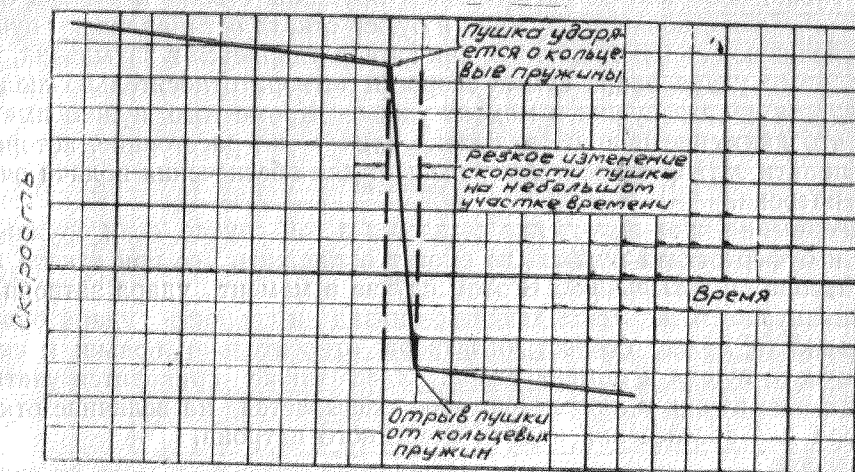 Пушка ударя-
ется о кольце-
вые пружины
Резкое изменение
скорости пушки
на небольшом
участке времени
Скорость
Время
Отрыв пушки
от кольцевых
пружин